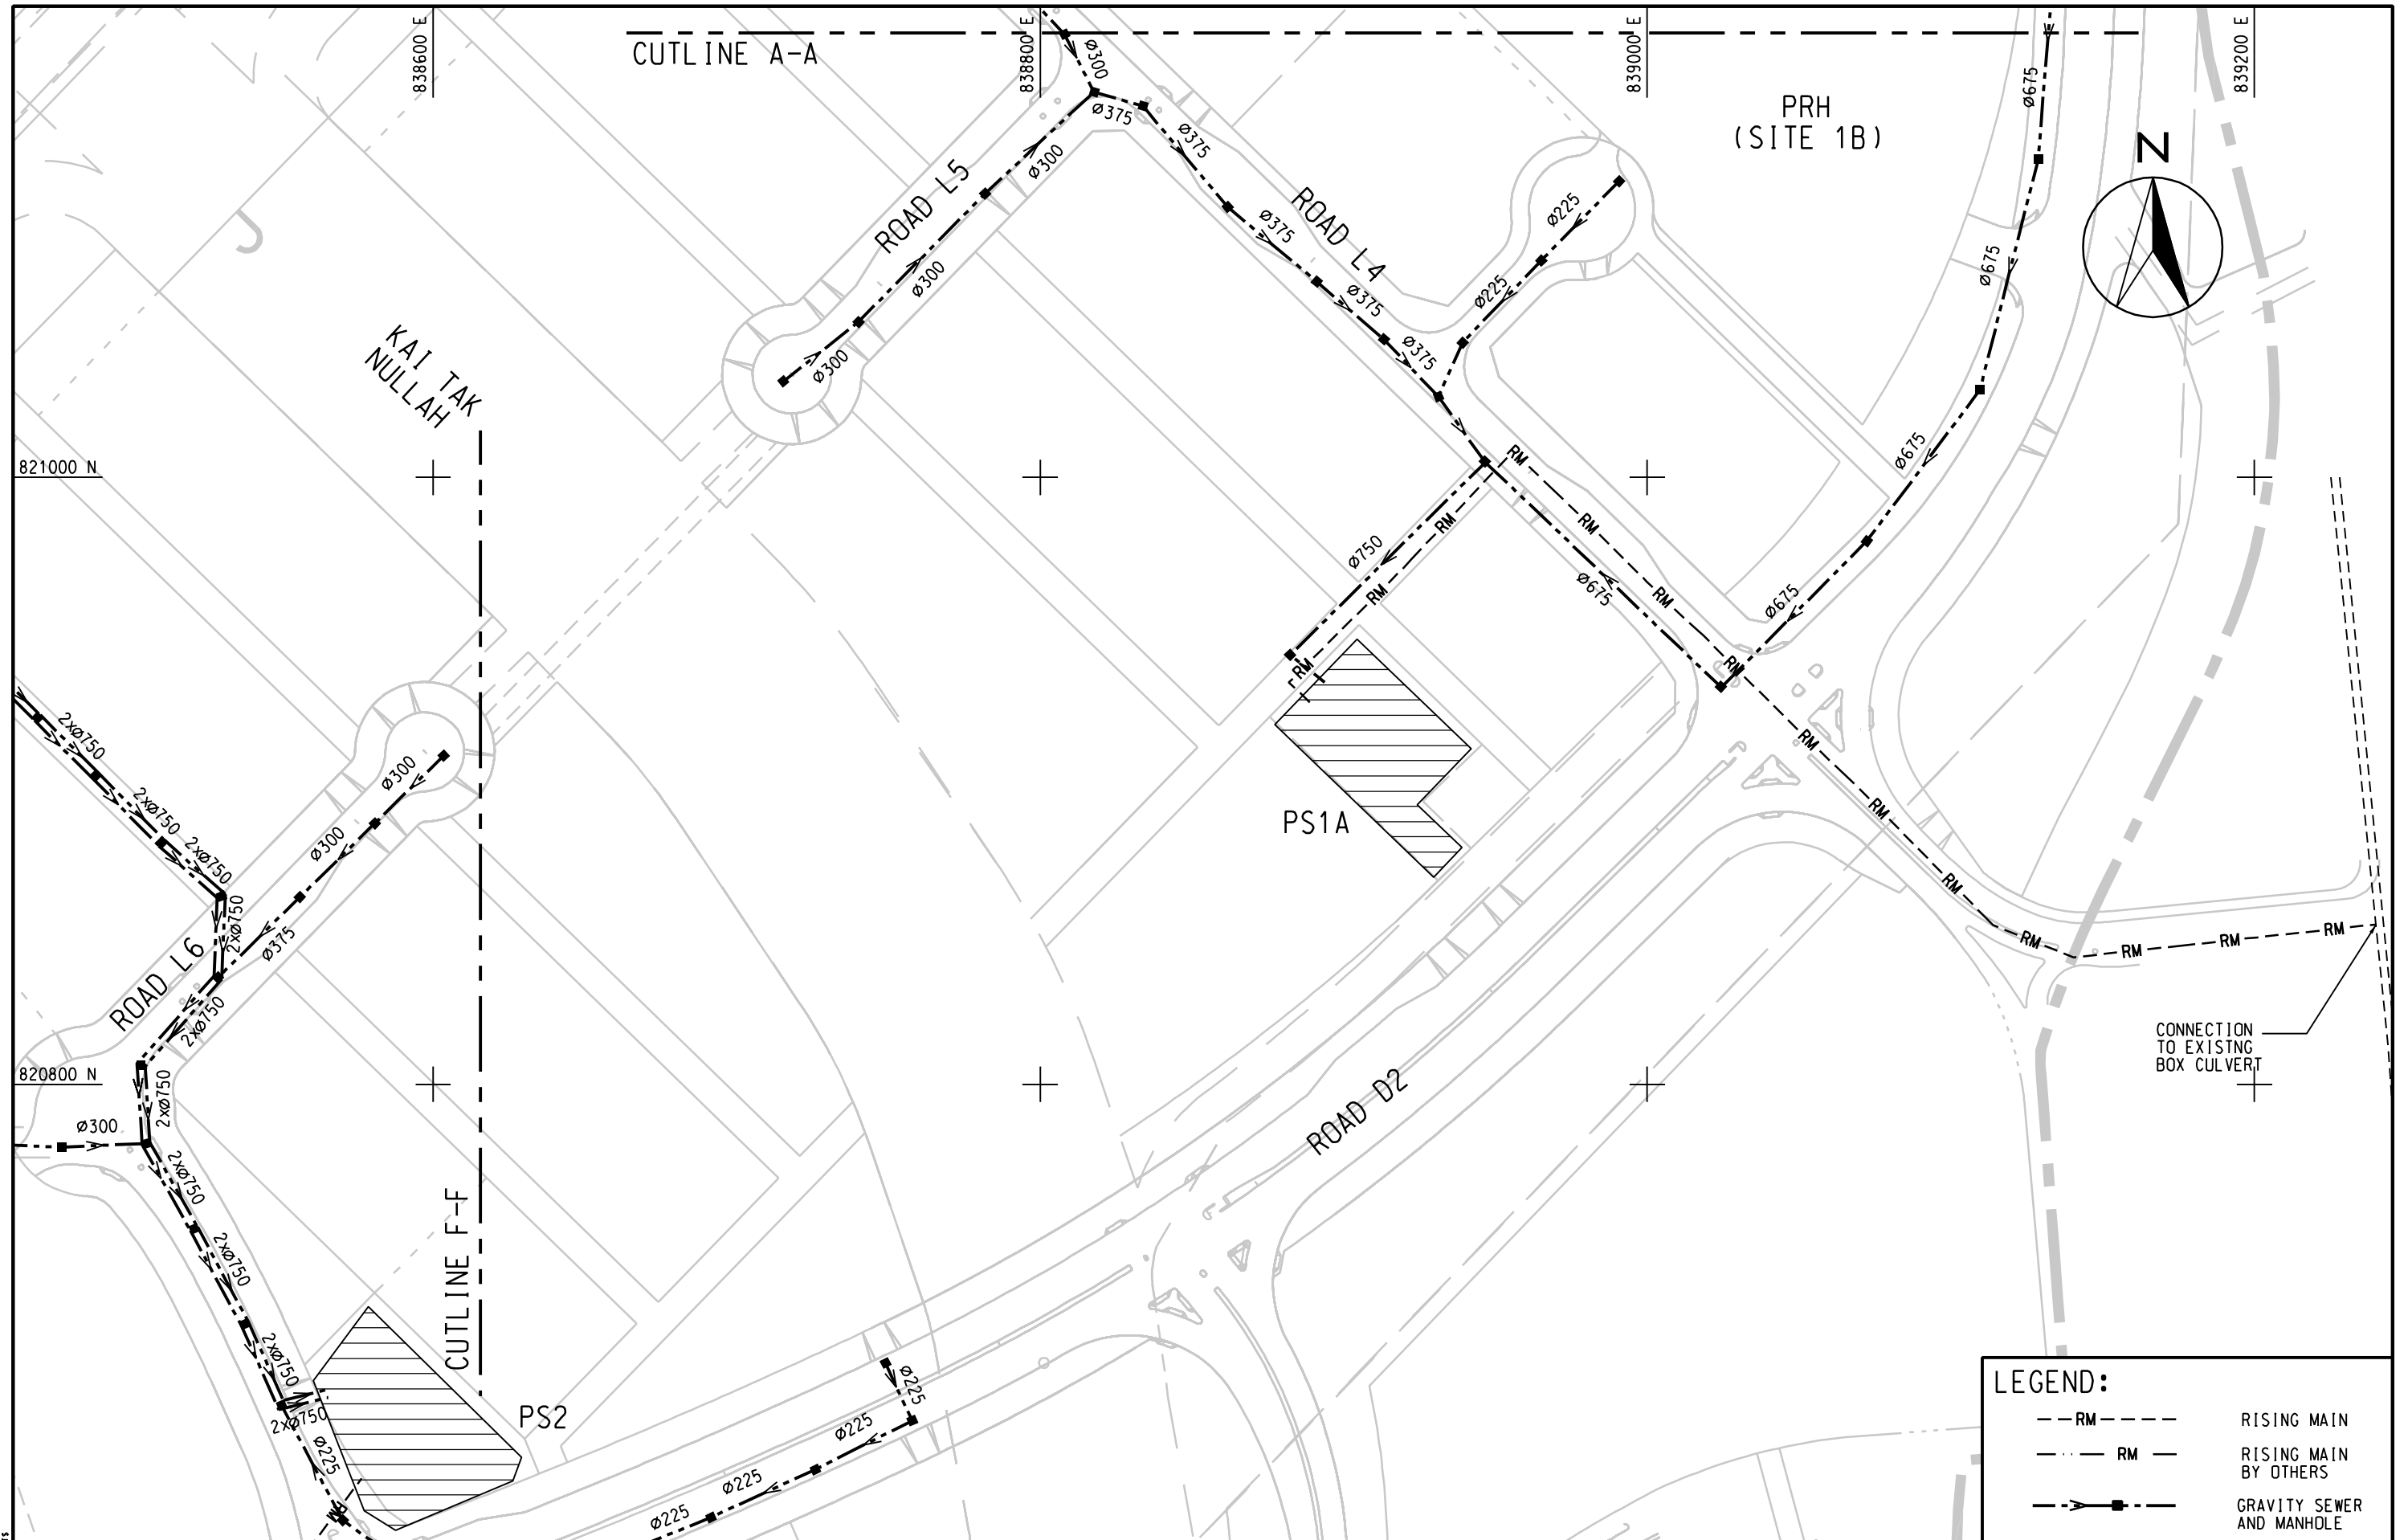 838600 E
838800 E
839000 E
839200 E
CUTLINE A-A
Ø300
Ø375
Ø675
PRH
(SITE 1B)
N
Ø375
Ø300
ROAD L5
ROAD L4
Ø225
Ø375
Ø300
Ø675
Ø225
Ø375
KAI TAK
NULLAH
Ø300
Ø375
821000 N
RM
Ø675
RM
RM
Ø750
RM
Ø675
RM
Ø675
RM
RM
2xØ750
RM
Ø300
2xØ750
PS1A
RM
Ø300
2xØ750
RM
2xØ750
Ø375
ROAD L6
RM
RM
RM
RM
2xØ750
CONNECTION
TO EXISTNG
BOX CULVERT
820800 N
2xØ750
Ø300
ROAD D2
2xØ750
2xØ750
CUTLINE F-F
2xØ750
2xØ750
PS2
Ø225
Ø225
Ø225
Ø225
Ø225
LEGEND:
RM
RISING MAIN
RM
RISING MAIN
BY OTHERS
GRAVITY SEWER
AND MANHOLE